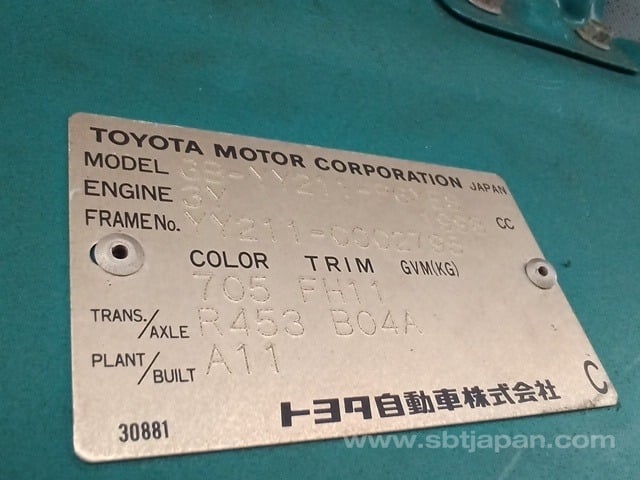 TOYOTA MOTOR CORPORATION JAPAN
MODEL
ENGINE 3Y 1998 CC
FRAME No. YY211-0002795
COLOR TRIM GVM(KG)
705 FH11
TRANS./AXLE R453 B04A
PLANT/BUILT A11
トヨタ自動車株式会社 C
30881
www.sbtjapan.com